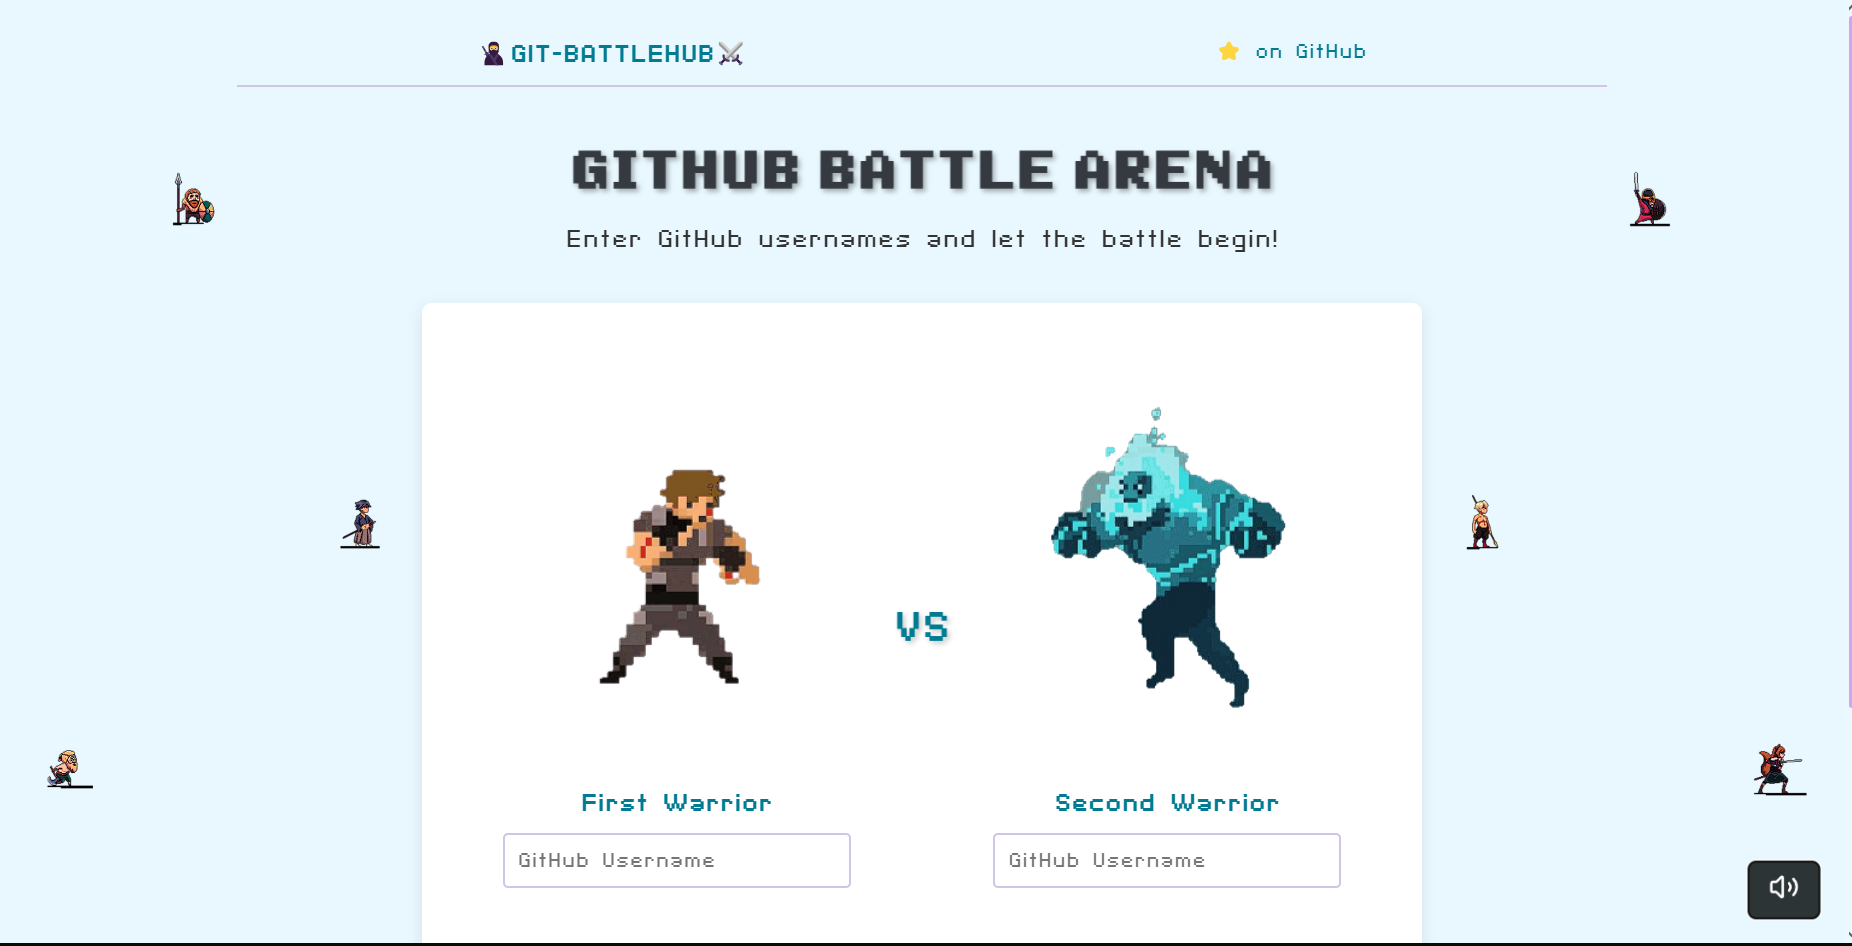 GIT-BATTLEHUB
on GitHub
GITHUB BATTLE ARENA
Enter GitHub usernames and let the battle begin!
VS
First Warrior
Second Warrior
GitHub Username
GitHub Username